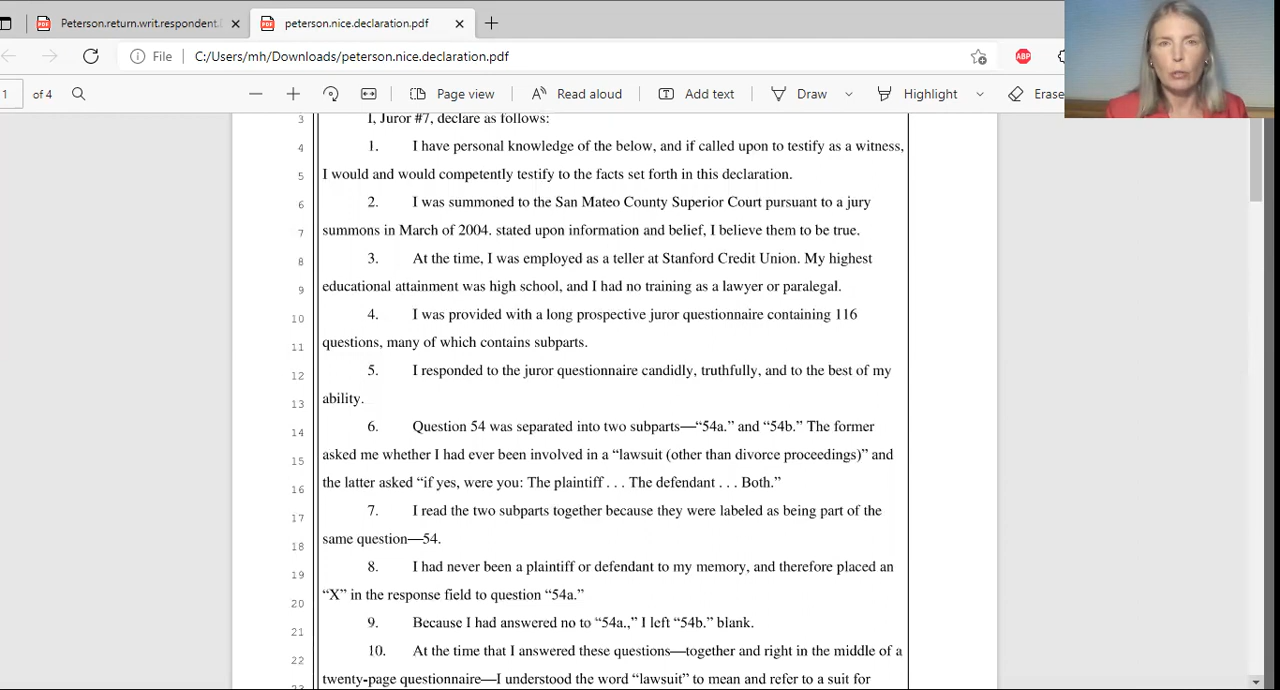 Peterson.return.writ.respondent.
peterson.nice.declaration.pdf
File C:/Users/mh/Downloads/peterson.nice.declaration.pdf ABP
1 of 4 Page view Read aloud Add text Draw Highlight Erase
3 I, Juror #7, declare as follows:
4 1. I have personal knowledge of the below, and if called upon to testify as a witness,
5 I would and would competently testify to the facts set forth in this declaration.
6 2. I was summoned to the San Mateo County Superior Court pursuant to a jury
7 summons in March of 2004. stated upon information and belief, I believe them to be true.
8 3. At the time, I was employed as a teller at Stanford Credit Union. My highest
9 educational attainment was high school, and I had no training as a lawyer or paralegal.
10 4. I was provided with a long prospective juror questionnaire containing 116
11 questions, many of which contains subparts.
12 5. I responded to the juror questionnaire candidly, truthfully, and to the best of my
13 ability.
14 6. Question 54 was separated into two subparts—“54a.” and “54b.” The former
15 asked me whether I had ever been involved in a “lawsuit (other than divorce proceedings)” and
16 the latter asked “if yes, were you: The plaintiff . . . The defendant . . . Both.”
17 7. I read the two subparts together because they were labeled as being part of the
18 same question—54.
19 8. I had never been a plaintiff or defendant to my memory, and therefore placed an
20 “X” in the response field to question “54a.”
21 9. Because I had answered no to “54a.,” I left “54b.” blank.
22 10. At the time that I answered these questions—together and right in the middle of a
twenty-page questionnaire—I understood the word “lawsuit” to mean and refer to a suit for